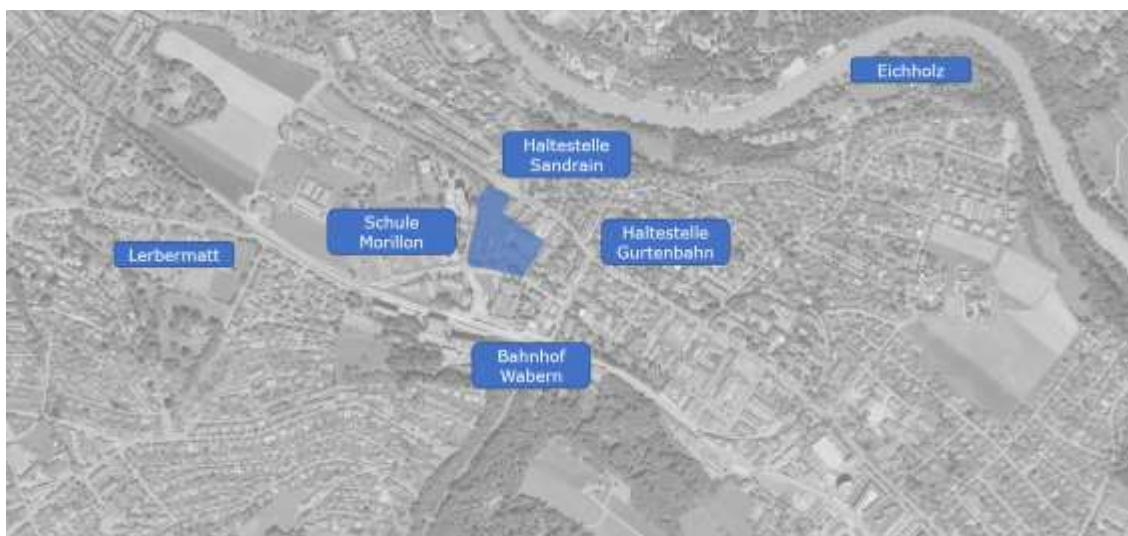 Eichholz
Haltestelle
Sandrain
Schule
Morillon
Haltestelle
Gurtenbahn
Lerbermatt
Bahnhof
Wabern